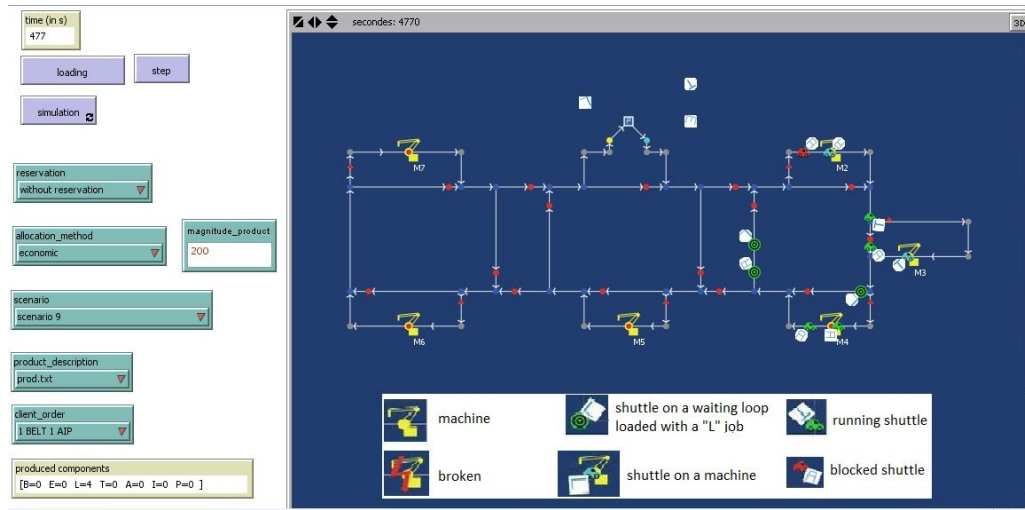 time (in s)
477
loading
step
simulation
reservation
without reservation
allocation_method
economic
magnitude_product
200
scenario
scenario 9
product_description
prod.txt
client_order
1 BELT 1 AIP
produced components
[B=0 E=0 L=4 T=0 A=0 I=0 P=0 ]
secondes: 4770
3D
P
M7
M2
M3
M6
M5
M4
machine
shuttle on a waiting loop
loaded with a "L" job
running shuttle
broken
shuttle on a machine
blocked shuttle